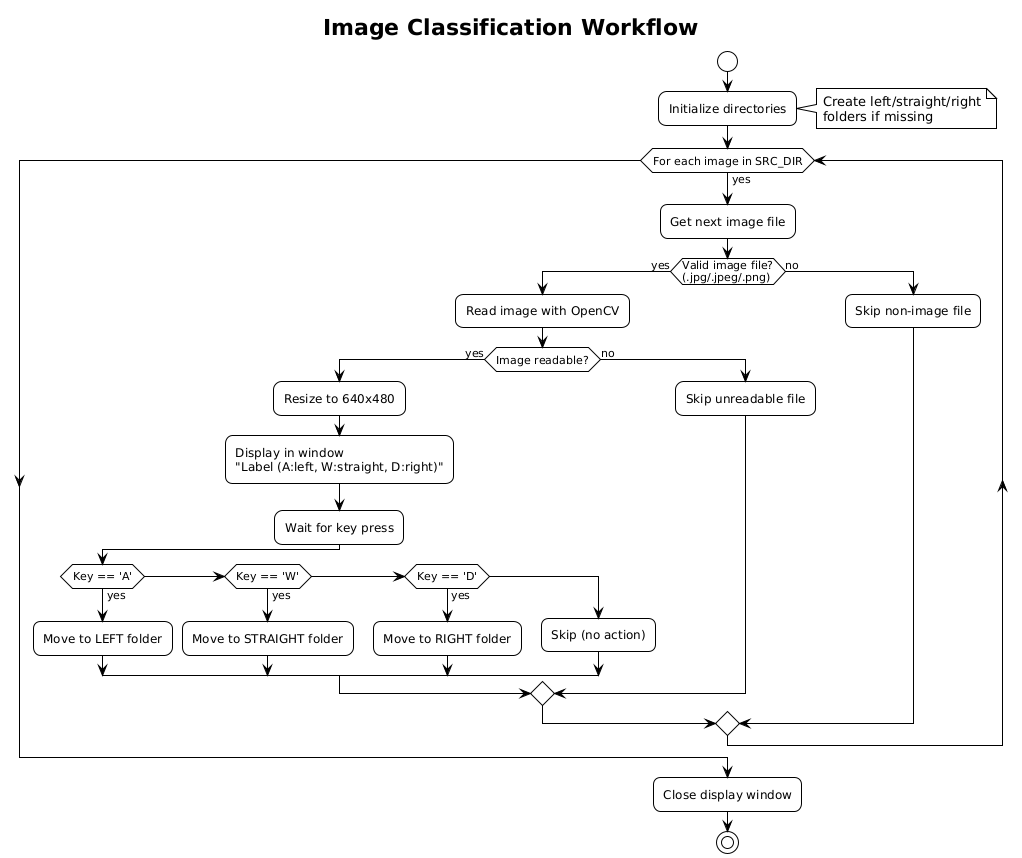 Image Classification Workflow
Initialize directories
Create left/straight/right
folders if missing
For each image in SRC_DIR
yes
Get next image file
yes
Valid image file?
(.jpg/.jpeg/.png)
no
Read image with OpenCV
Skip non-image file
yes
Image readable?
no
Resize to 640x480
Skip unreadable file
Display in window
"Label (A:left, W:straight, D:right)"
Wait for key press
Key == 'A'
Key == 'W'
Key == 'D'
yes
yes
yes
Move to LEFT folder
Move to STRAIGHT folder
Move to RIGHT folder
Skip (no action)
Close display window